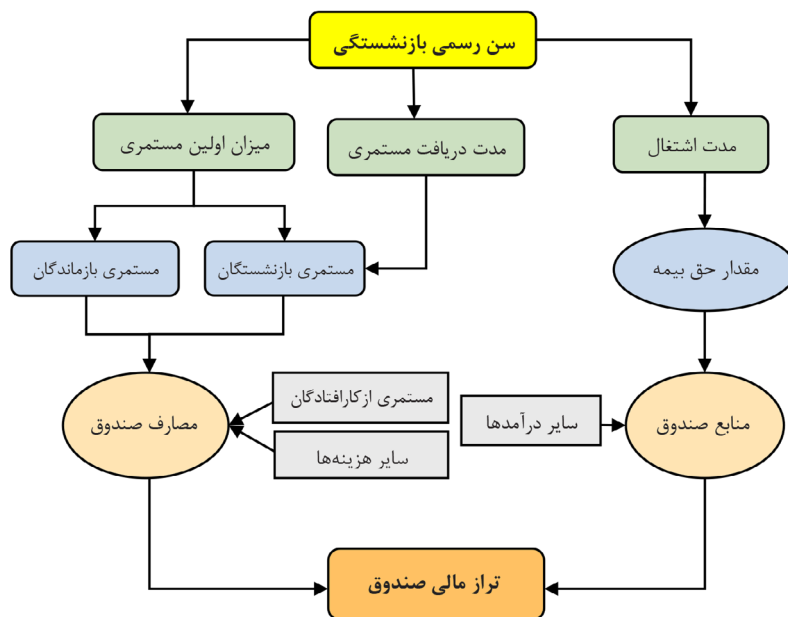 سن رسمی بازنشستگی
مدت اشتغال
مدت دریافت مستمری
میزان اولین مستمری
مقدار حق بیمه
مستمری بازنشستگان
مستمری بازماندگان
منابع صندوق
سایر درآمدها
مستمری ازکارافتادگان
سایر هزینه‌ها
مصارف صندوق
تراز مالی صندوق